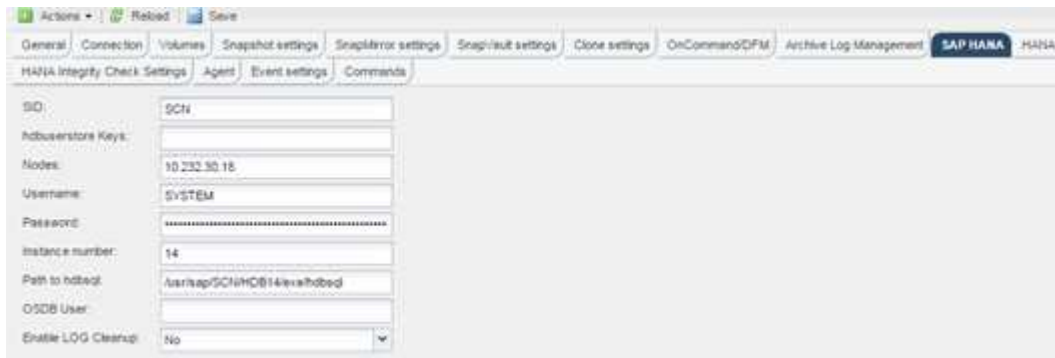 Actions Reload Save
General Connection Volumes Snapshot settings SnapMirror settings SnapVault settings Clone settings OnCommand/DFM Archive Log Management SAP HANA HANA
HANA Integrity Check Settings Agent Event settings Commands
SID: SCN
hdbuserstore Keys:
Nodes: 10.232.30.16
Username: SYSTEM
Password:
Instance number: 14
Path to hdbsql: /usr/sap/SCN/HDB14/exe/hdbsql
OSDB User:
Enable LOG Cleanup: No